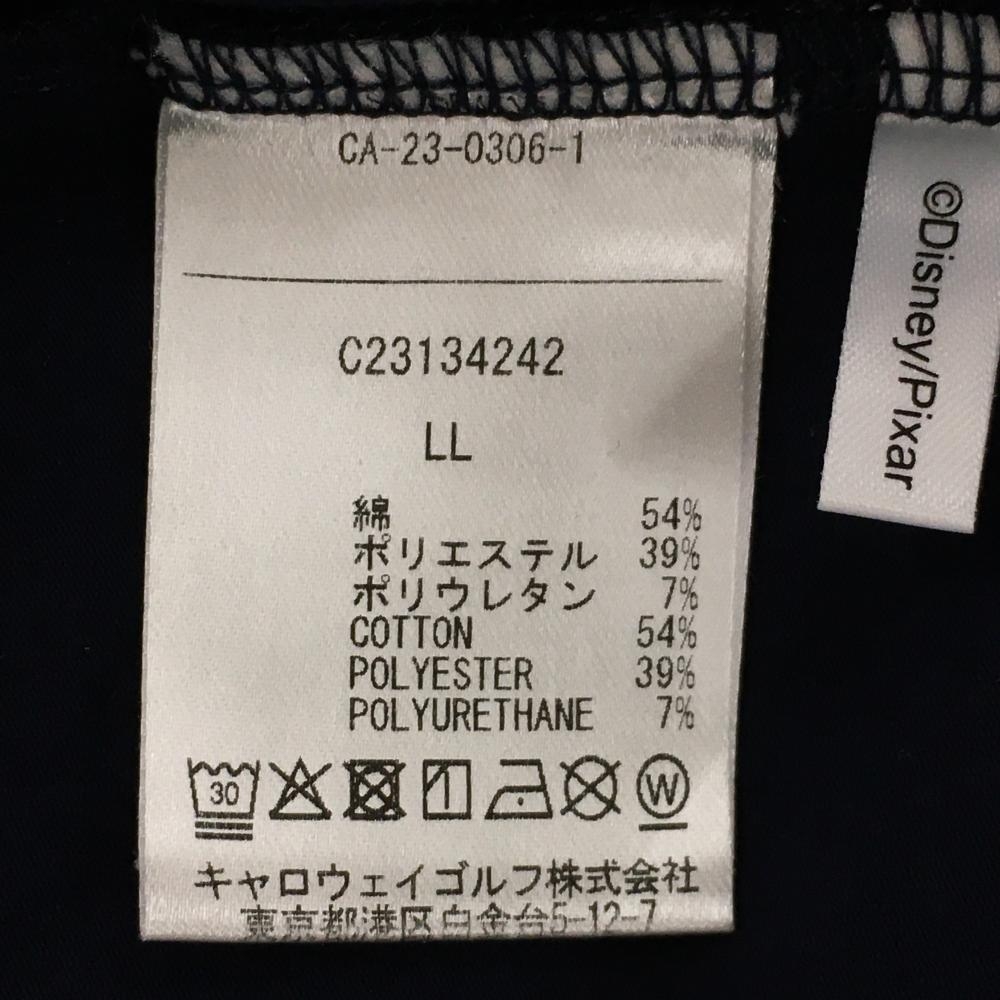 CA-23-0306-1
C23134242
LL
綿 54%
ポリエステル 39%
ポリウレタン 7%
COTTON 54%
POLYESTER 39%
POLYURETHANE 7%
30
W
キャロウェイゴルフ株式会社
東京都港区白金台5-12-7
©Disney/Pixar